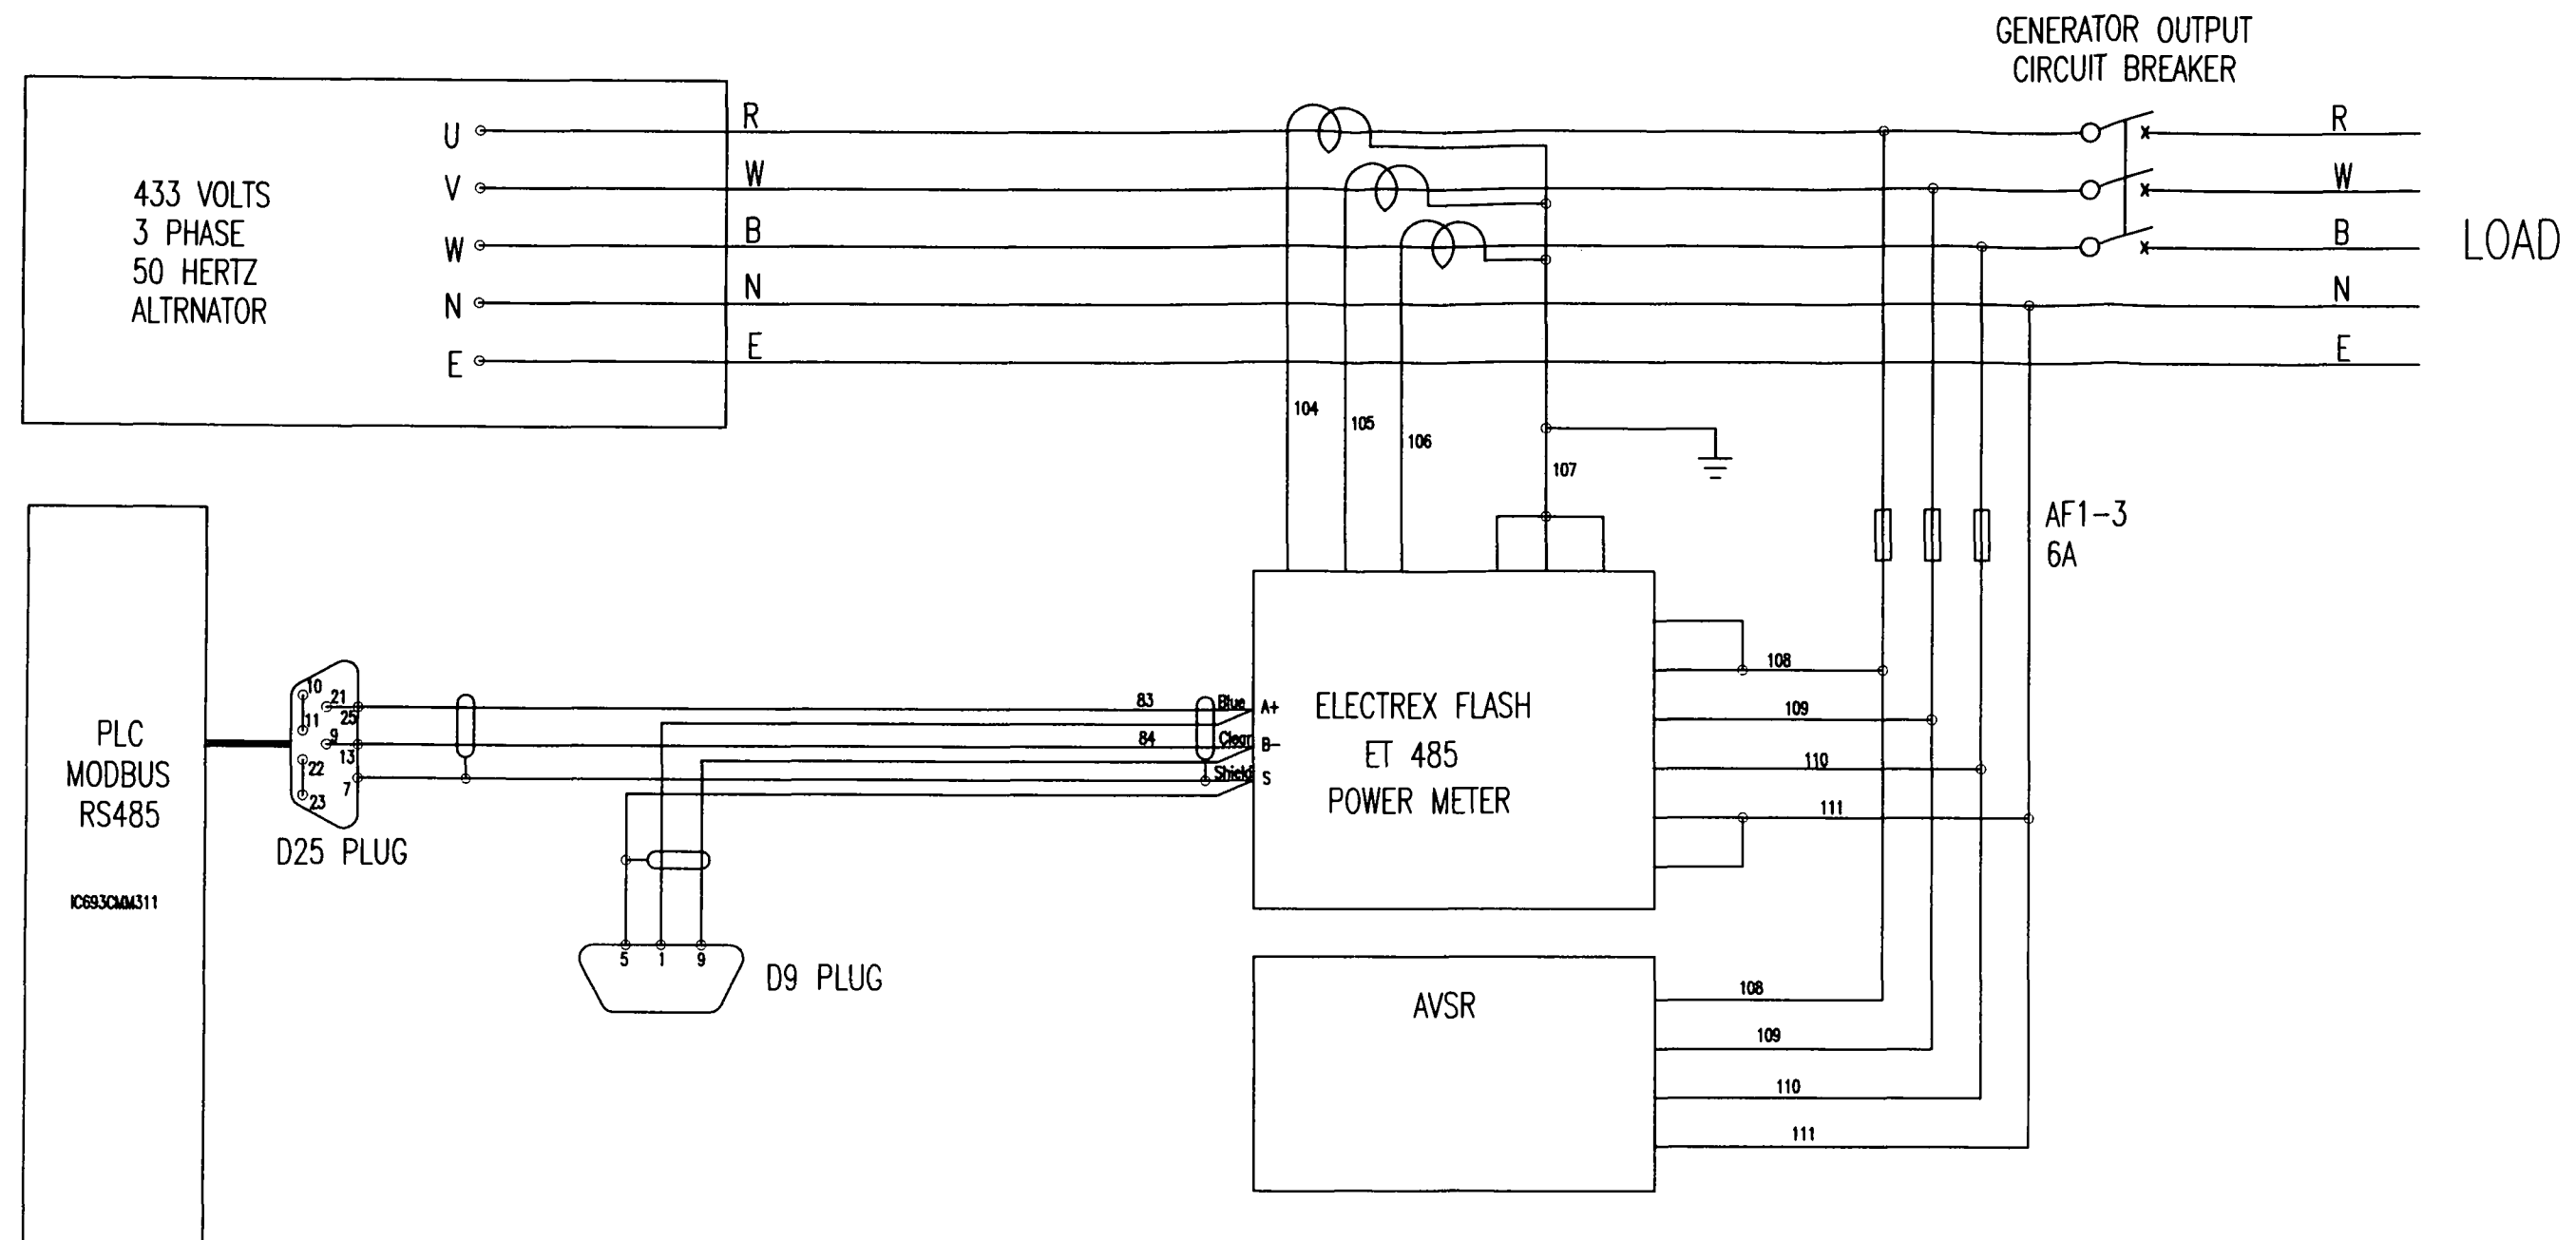 GENERATOR OUTPUT
CIRCUIT BREAKER
433 VOLTS
3 PHASE
50 HERTZ
ALTRNATOR
U
V
W
N
E
R
W
B
N
E
R
W
B
N
E
LOAD
104
105
106
107
AF1-3
6A
PLC
MODBUS
RS485
IC693CMM311
10
11
21
25
9
13
22
23
7
D25 PLUG
83
84
Blue
Clear
Shield
A+
B-
S
ELECTREX FLASH
ET 485
POWER METER
108
109
110
111
5
1
9
D9 PLUG
AVSR
108
109
110
111